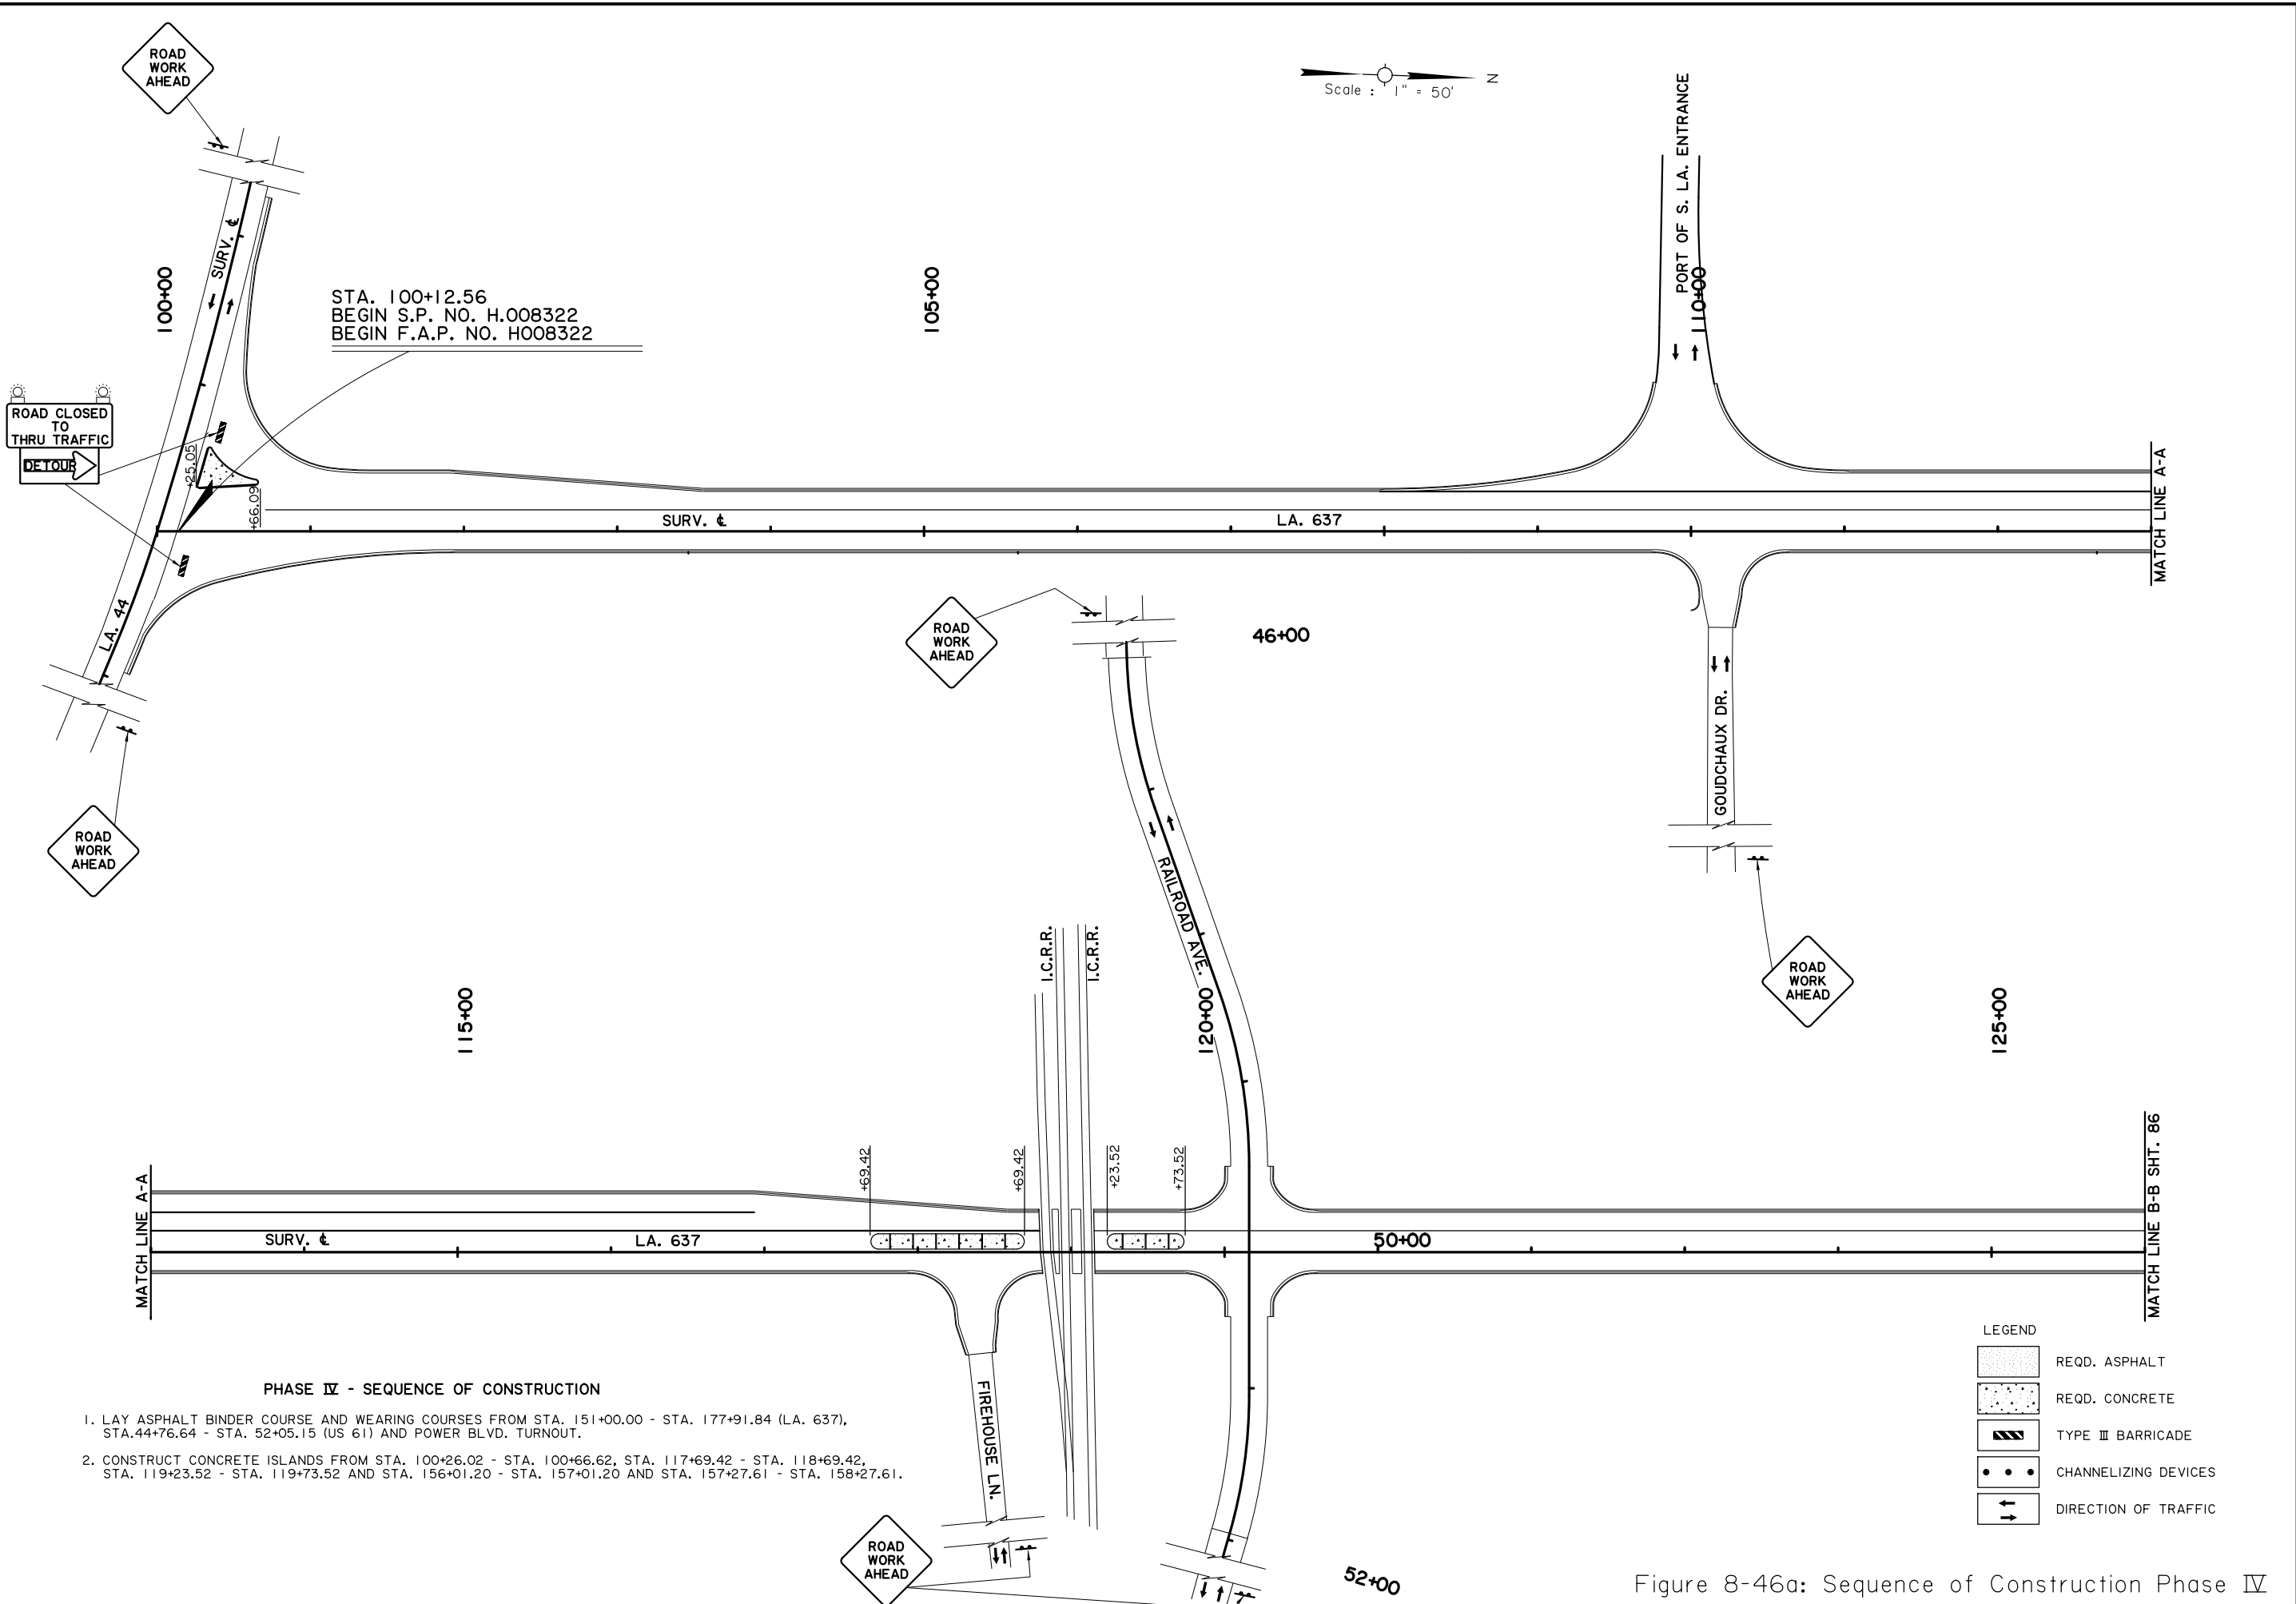 ROAD
WORK
AHEAD
Scale : 1" = 50'
N
PORT OF S. LA. ENTRANCE
SURV. ℄
100+00
105+00
110+00
STA. 100+12.56
BEGIN S.P. NO. H.008322
BEGIN F.A.P. NO. H008322
ROAD CLOSED
TO
THRU TRAFFIC
DETOUR
+25.05
+66.09
SURV. ℄
LA. 637
MATCH LINE A-A
LA. 44
ROAD
WORK
AHEAD
46+00
GOUDCHAUX DR.
ROAD
WORK
AHEAD
RAILROAD AVE.
I.C.R.R.
I.C.R.R.
ROAD
WORK
AHEAD
115+00
120+00
125+00
+69.42
+69.42
+23.52
+73.52
MATCH LINE A-A
SURV. ℄
LA. 637
50+00
MATCH LINE B-B SHT. 86
FIREHOUSE LN.
PHASE IV - SEQUENCE OF CONSTRUCTION
1. LAY ASPHALT BINDER COURSE AND WEARING COURSES FROM STA. 151+00.00 - STA. 177+91.84 (LA. 637),
STA.44+76.64 - STA. 52+05.15 (US 61) AND POWER BLVD. TURNOUT.
2. CONSTRUCT CONCRETE ISLANDS FROM STA. 100+26.02 - STA. 100+66.62, STA. 117+69.42 - STA. 118+69.42,
STA. 119+23.52 - STA. 119+73.52 AND STA. 156+01.20 - STA. 157+01.20 AND STA. 157+27.61 - STA. 158+27.61.
LEGEND
REQD. ASPHALT
REQD. CONCRETE
TYPE III BARRICADE
CHANNELIZING DEVICES
DIRECTION OF TRAFFIC
ROAD
WORK
AHEAD
52+00
Figure 8-46a: Sequence of Construction Phase IV